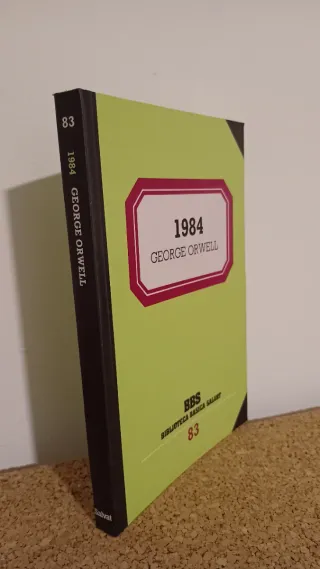 83
1984 GEORGE ORWELL
Salvat
1984
GEORGE ORWELL
BBS
BIBLIOTECA BASICA SALVAT
83